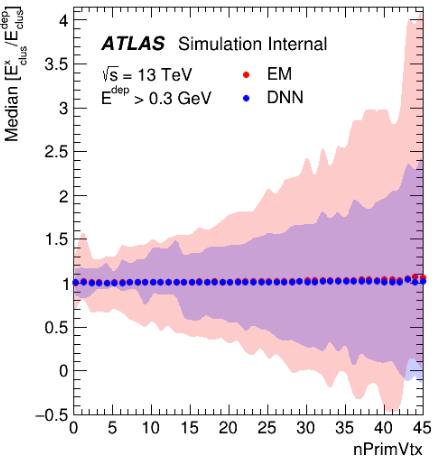 Median [E^x_clus/E^dep_clus]
ATLAS Simulation Internal
√s = 13 TeV
E^dep > 0.3 GeV
EM
DNN
4
3.5
3
2.5
2
1.5
1
0.5
0
−0.5
0 5 10 15 20 25 30 35 40 45
nPrimVtx